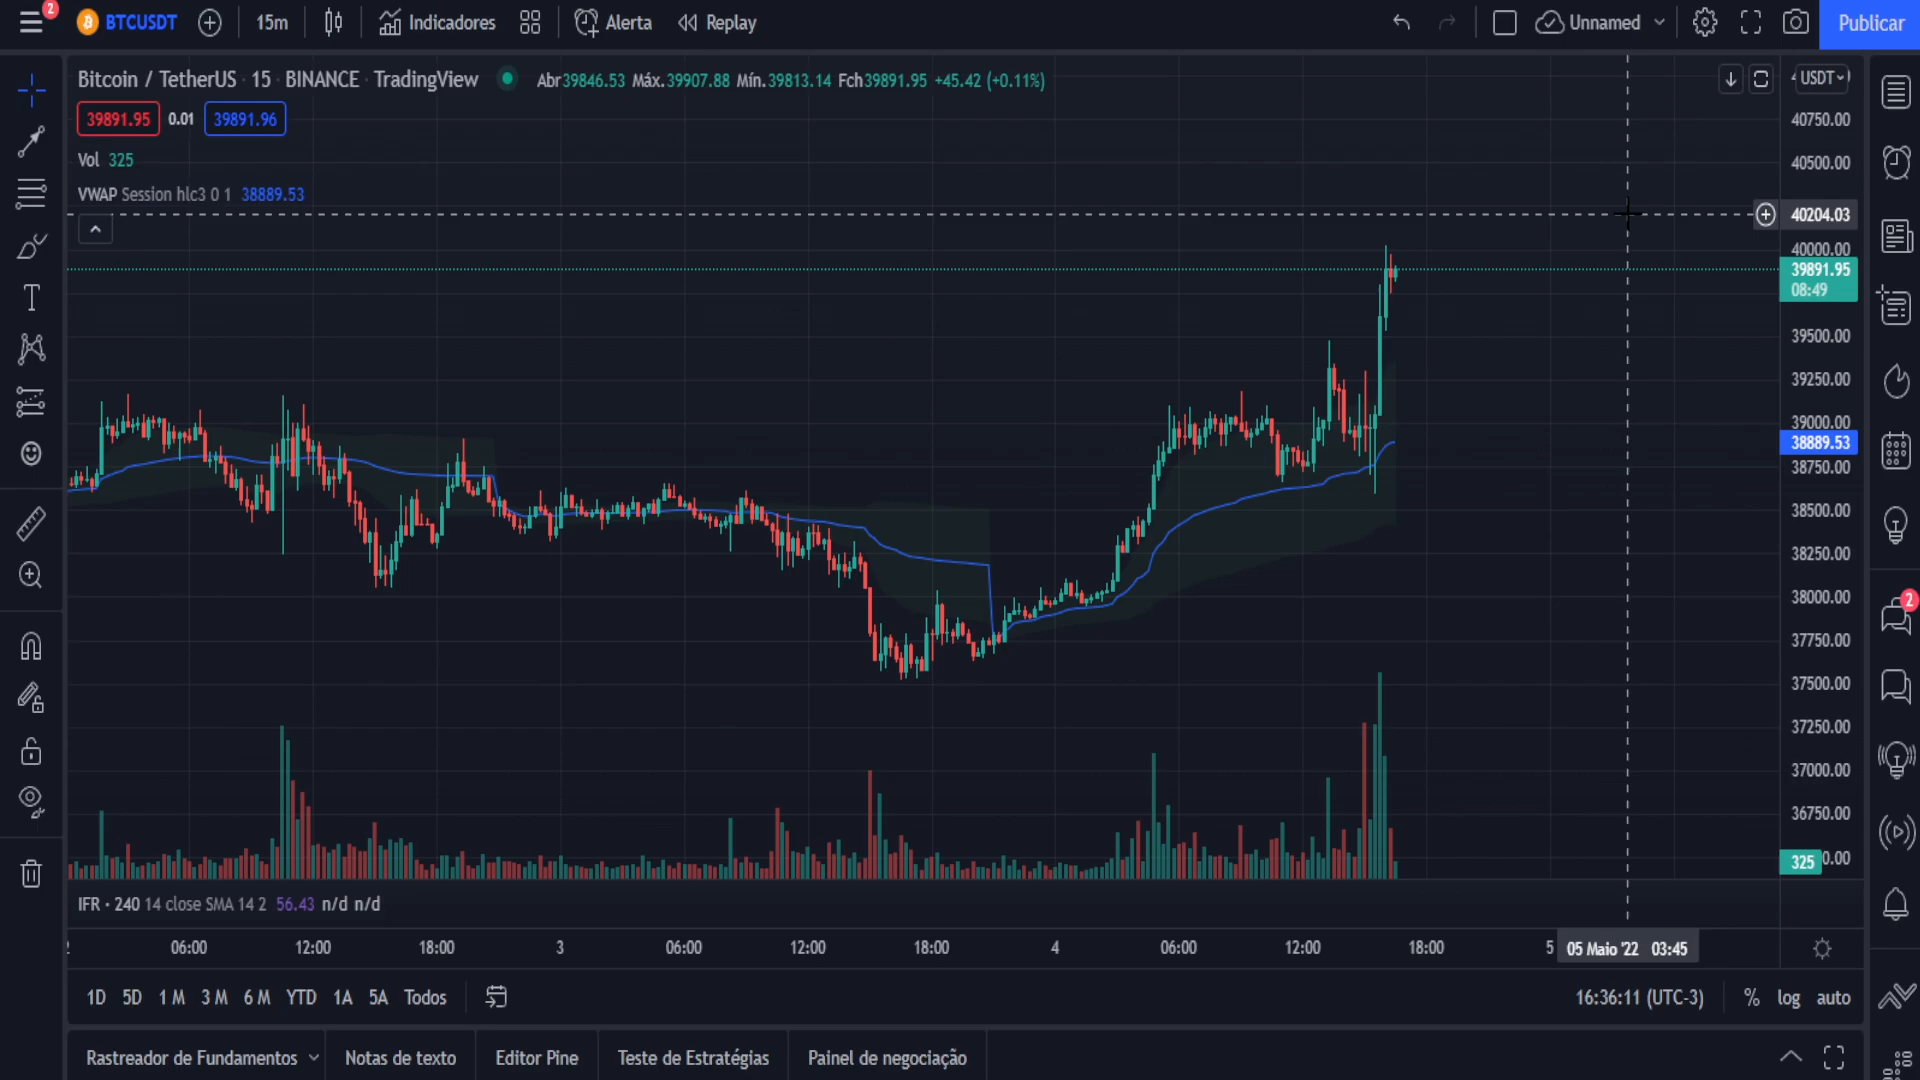 2
BTCUSDT 15m Indicadores Alerta Replay Unnamed Publicar
Bitcoin / TetherUS · 15 · BINANCE · TradingView Abr39846.53 Máx.39907.88 Mín.39813.14 Fch39891.95 +45.42 (+0.11%)
USDT
39891.95 0.01 39891.96
Vol 325
VWAP Session hlc3 0 1 38889.53
40750.00
40500.00
40204.03
40000.00
39891.95
08:49
39500.00
39250.00
39000.00
38889.53
38750.00
38500.00
38250.00
38000.00
37750.00
37500.00
37250.00
37000.00
36750.00
325 0.00
2
IFR · 240 14 close SMA 14 2 56.43 n/d n/d
06:00 12:00 18:00 3 06:00 12:00 18:00 4 06:00 12:00 18:00 5 05 Maio '22 03:45
1D 5D 1 M 3 M 6 M YTD 1A 5A Todos 16:36:11 (UTC-3) % log auto
Rastreador de Fundamentos Notas de texto Editor Pine Teste de Estratégias Painel de negociação